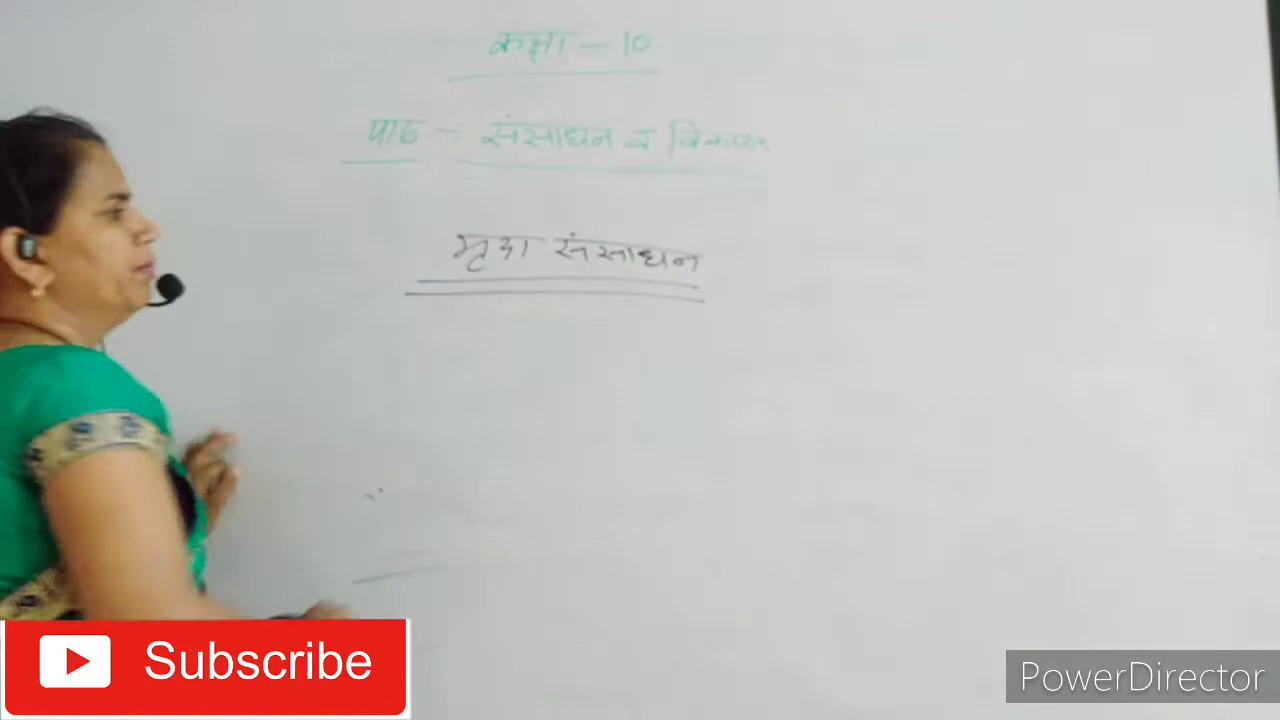 कक्षा - 10
पाठ - संसाधन व विकास
मृदा संसाधन
Subscribe
PowerDirector